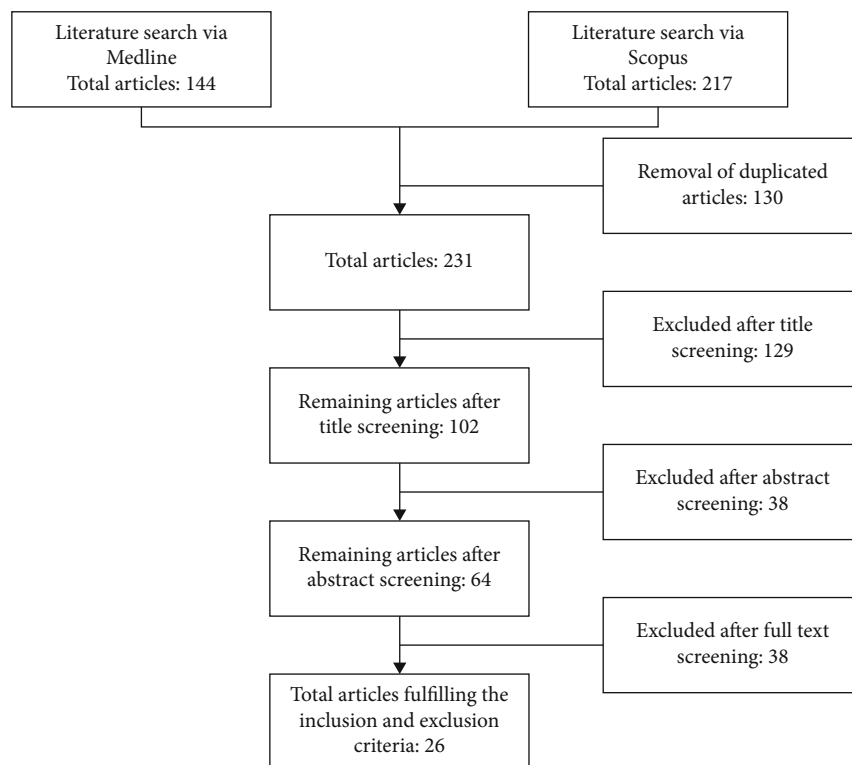 Literature search via
Medline
Total articles: 144
Literature search via
Scopus
Total articles: 217
Removal of duplicated
articles: 130
Total articles: 231
Excluded after title
screening: 129
Remaining articles after
title screening: 102
Excluded after abstract
screening: 38
Remaining articles after
abstract screening: 64
Excluded after full text
screening: 38
Total articles fulfilling the
inclusion and exclusion
criteria: 26